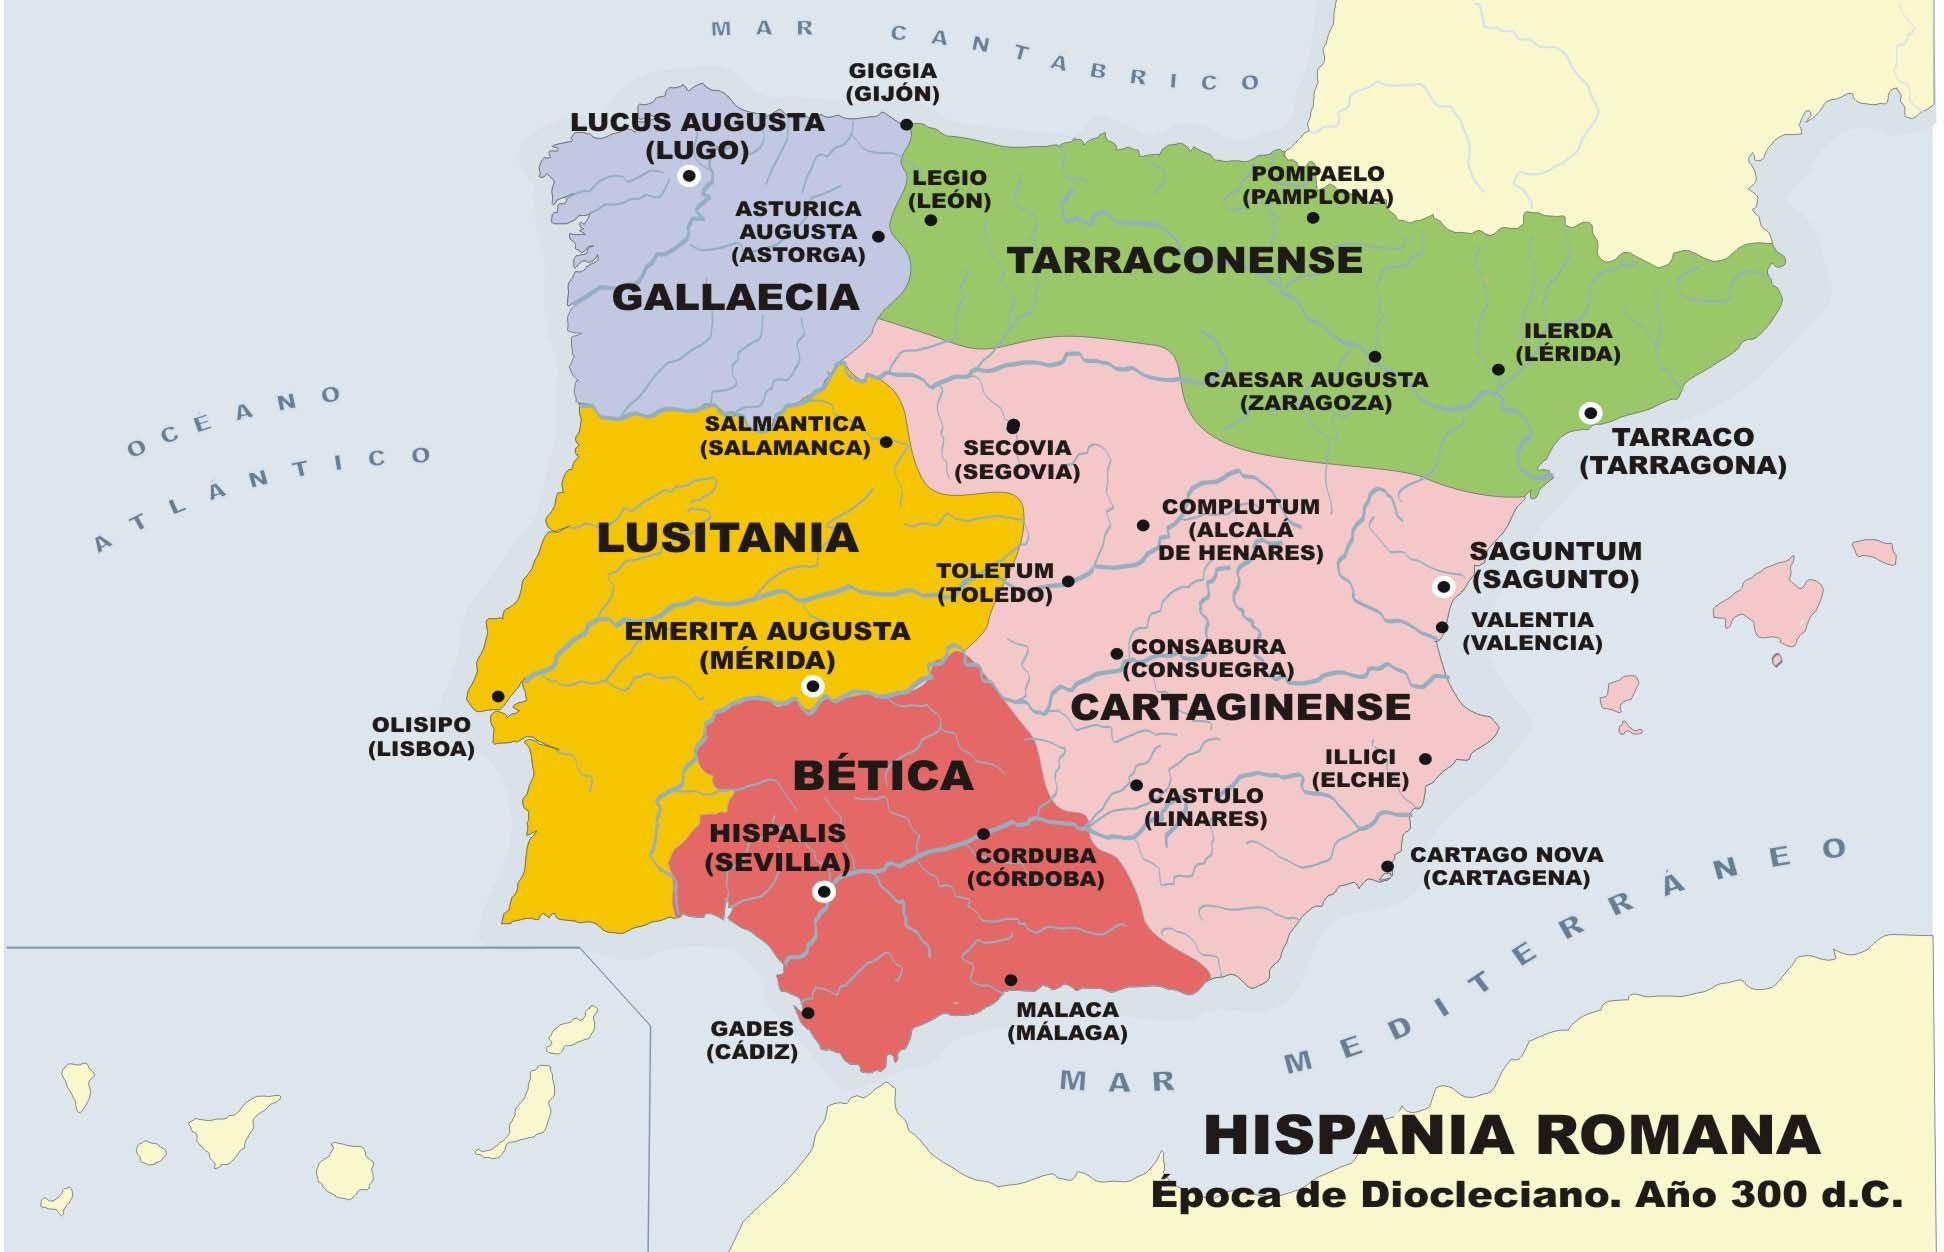 MAR CANTABRICO
GIGGIA
(GIJÓN)
LUCUS AUGUSTA
(LUGO)
LEGIO
(LEÓN)
POMPAELO
(PAMPLONA)
ASTURICA
AUGUSTA
(ASTORGA)
TARRACONENSE
GALLAECIA
ILERDA
(LÉRIDA)
CAESAR AUGUSTA
(ZARAGOZA)
OCÉANO
ATLÁNTICO
SALMANTICA
(SALAMANCA)
SECOVIA
(SEGOVIA)
TARRACO
(TARRAGONA)
COMPLUTUM
(ALCALÁ
DE HENARES)
LUSITANIA
SAGUNTUM
(SAGUNTO)
TOLETUM
(TOLEDO)
VALENTIA
(VALENCIA)
EMERITA AUGUSTA
(MÉRIDA)
CONSABURA
(CONSUEGRA)
CARTAGINENSE
OLISIPO
(LISBOA)
BÉTICA
ILLICI
(ELCHE)
CASTULO
(LINARES)
HISPALIS
(SEVILLA)
CORDUBA
(CÓRDOBA)
CARTAGO NOVA
(CARTAGENA)
MALACA
(MÁLAGA)
GADES
(CÁDIZ)
MAR MEDITERRÁNEO
HISPANIA ROMANA
Época de Diocleciano. Año 300 d.C.